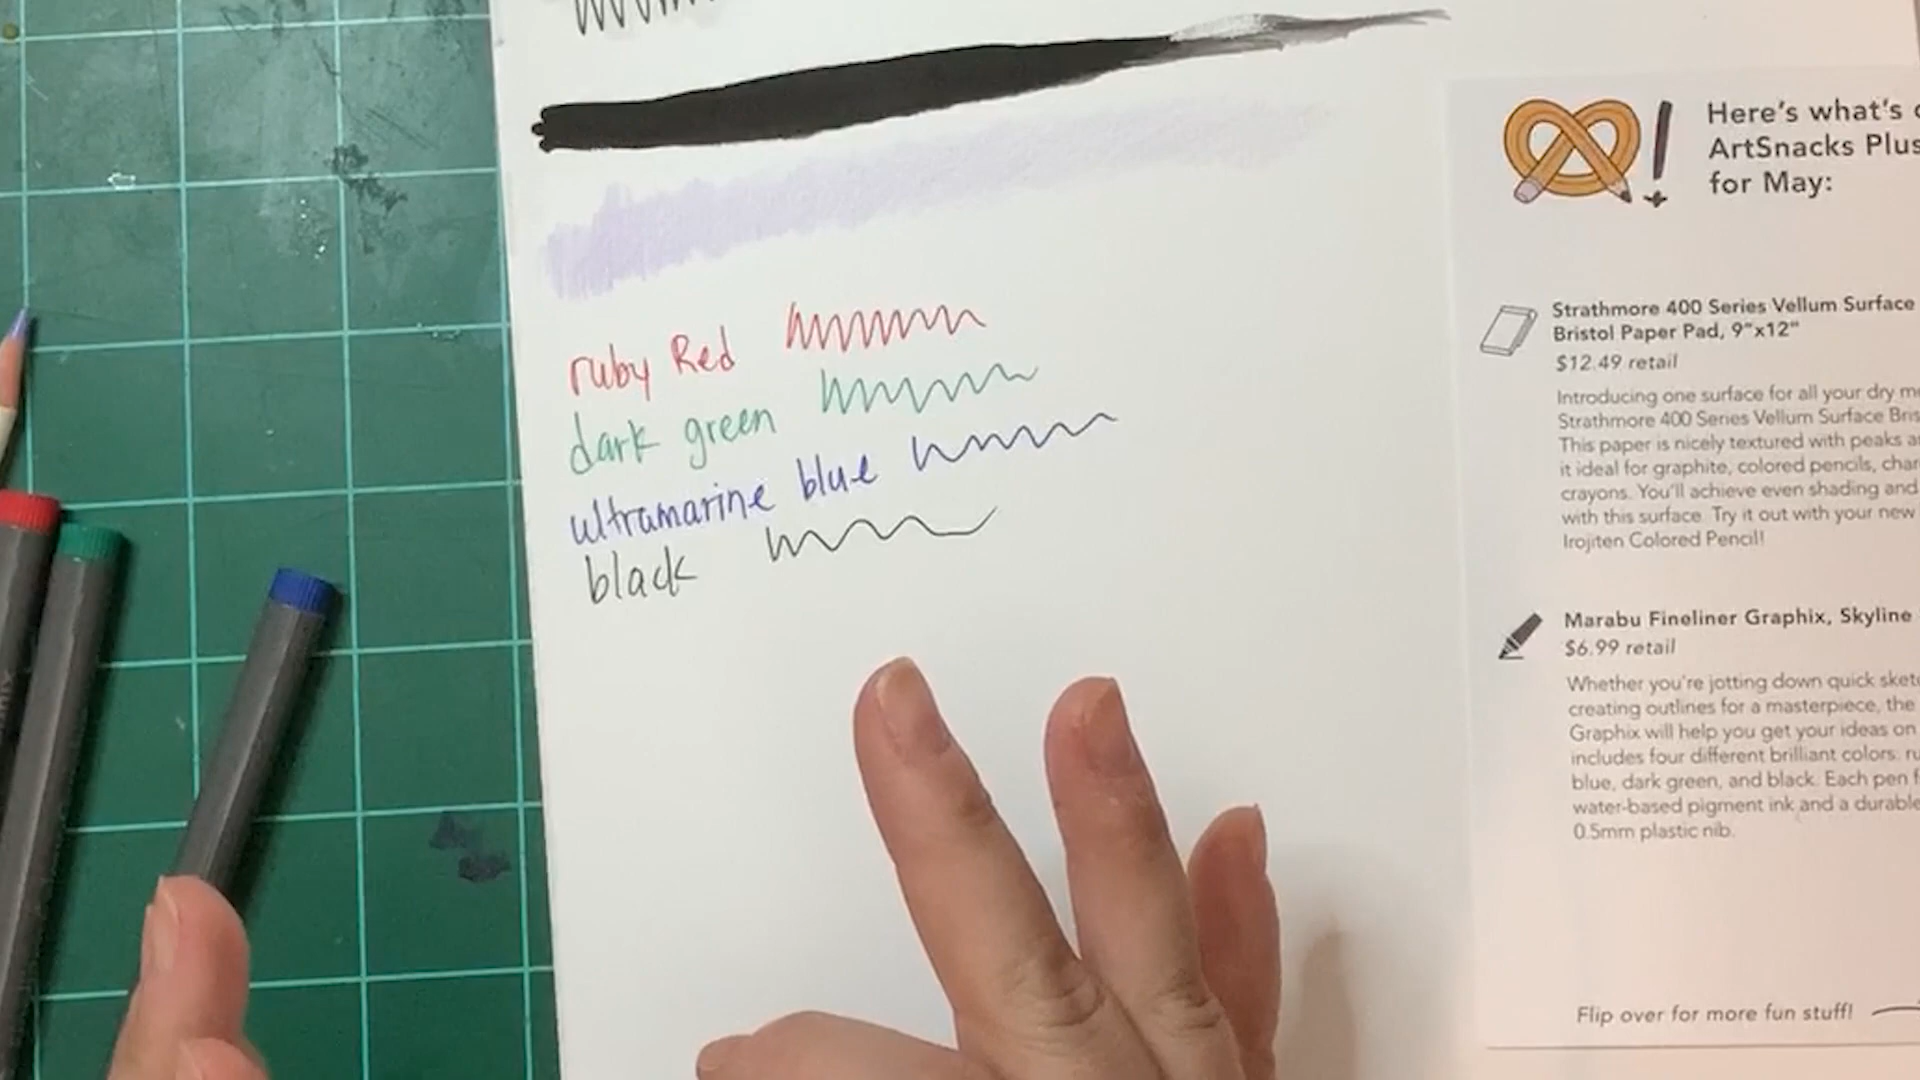 ruby Red
dark green
ultramarine blue
black
Here's what's
ArtSnacks Plus
for May:
Strathmore 400 Series Vellum Surface
Bristol Paper Pad, 9"x12"
$12.49 retail
Introducing one surface for all your dry
Strathmore 400 Series Vellum Surface
This paper is nicely textured with peaks
it ideal for graphite, colored pencils,
crayons. You'll achieve even shading and
with this surface. Try it out with your new
Irojiten Colored Pencil!
Marabu Fineliner Graphix, Skyline
$6.99 retail
Whether you're jotting down quick
creating outlines for a masterpiece, the
Graphix will help you get your ideas on
includes four different brilliant colors:
blue, dark green, and black. Each pen
water-based pigment ink and a durable
0.5mm plastic nib.
Flip over for more fun stuff!